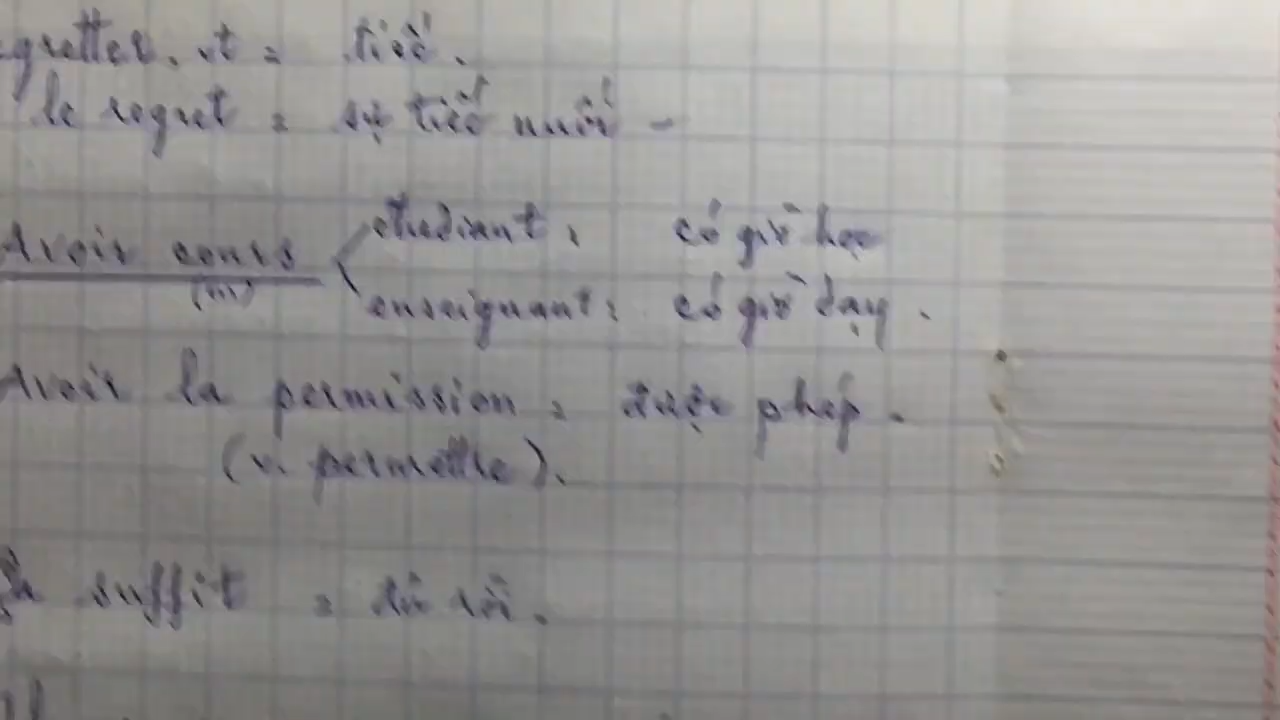 egretter. vt = tiếc.
le regret = sự tiếc nuối -
Avoir cours étudiant : có giờ học
(m) enseignant : có giờ dạy.
Avoir la permission = được phép.
(v. permettre).
Ça suffit = đủ rồi.